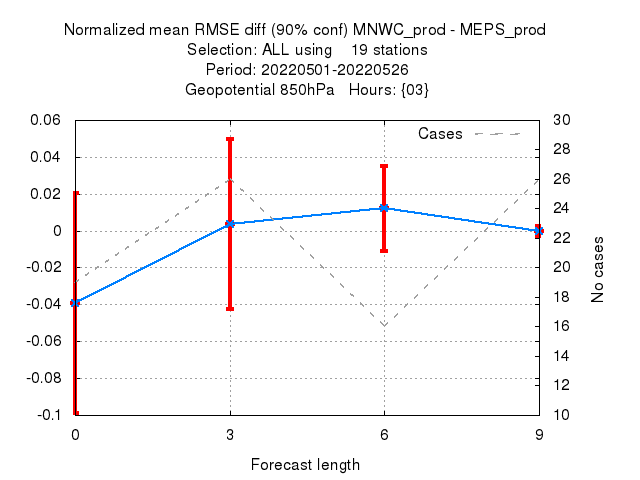 Normalized mean RMSE diff (90% conf) MNWC_prod - MEPS_prod
Selection: ALL using    19 stations
Period: 20220501-20220526
Geopotential 850hPa   Hours: {03}
Cases
0.06
0.04
0.02
0
-0.02
-0.04
-0.06
-0.08
-0.1
30
28
26
24
22
20
18
16
14
12
10
No cases
0 3 6 9
Forecast length